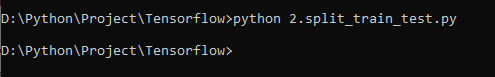 D:\Python\Project\Tensorflow>python 2.split_train_test.py
D:\Python\Project\Tensorflow>